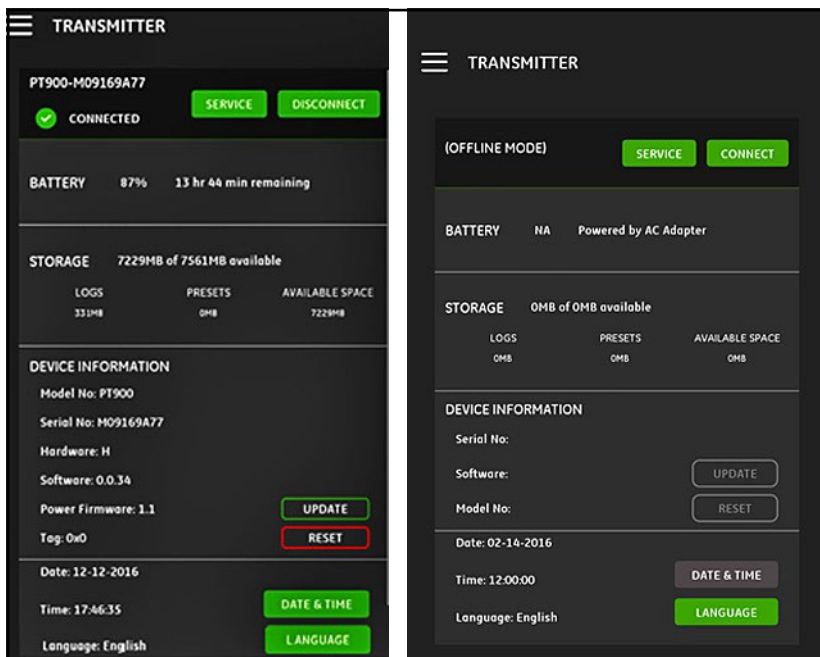 TRANSMITTER
PT900-M09169A77
SERVICE
DISCONNECT
CONNECTED
BATTERY 87% 13 hr 44 min remaining
STORAGE 7229MB of 7561MB available
LOGS PRESETS AVAILABLE SPACE
331MB 0MB 7229MB
DEVICE INFORMATION
Model No: PT900
Serial No: M09169A77
Hardware: H
Software: 0.0.34
Power Firmware: 1.1 UPDATE
Tag: 0x0 RESET
Date: 12-12-2016
Time: 17:46:35 DATE & TIME
Language: English LANGUAGE
TRANSMITTER
(OFFLINE MODE) SERVICE CONNECT
BATTERY NA Powered by AC Adapter
STORAGE 0MB of 0MB available
LOGS PRESETS AVAILABLE SPACE
0MB 0MB 0MB
DEVICE INFORMATION
Serial No:
Software: UPDATE
Model No: RESET
Date: 02-14-2016
Time: 12:00:00 DATE & TIME
Language: English LANGUAGE